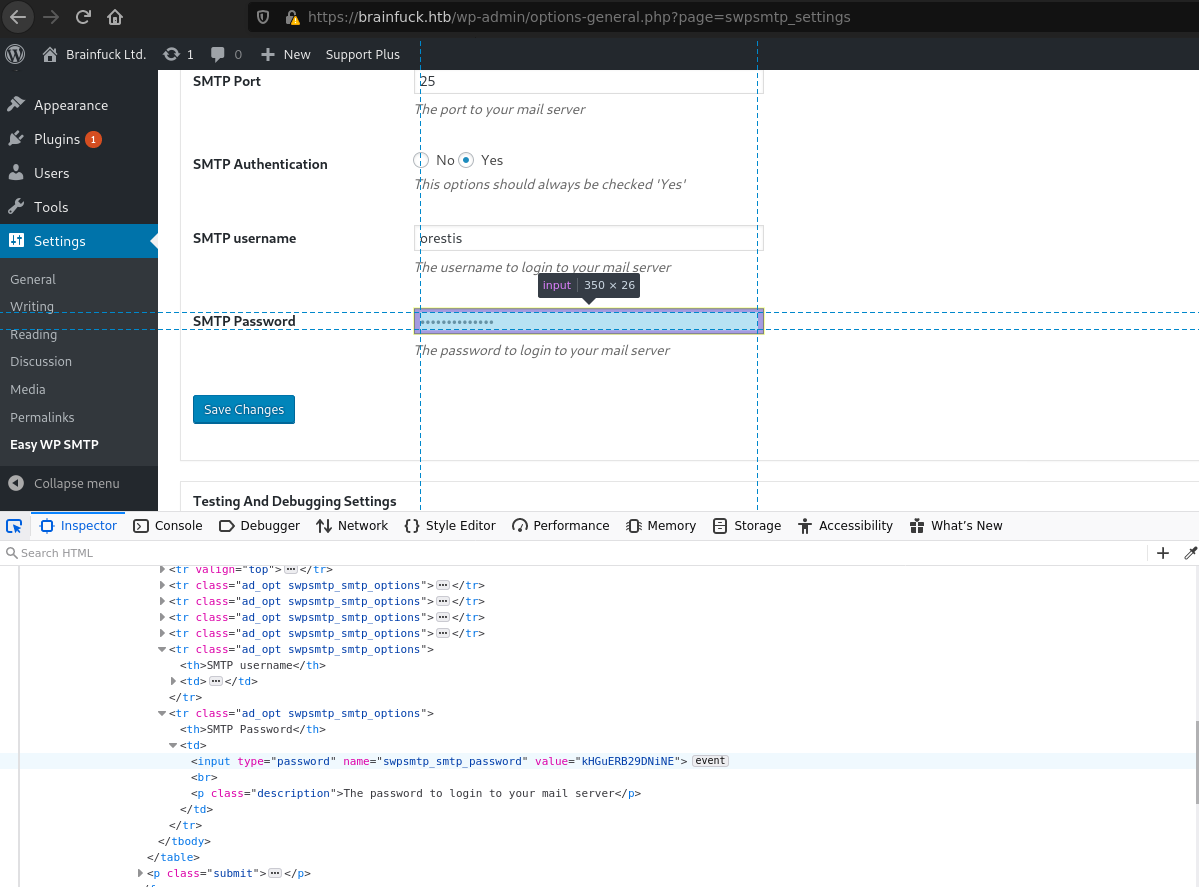 https://brainfuck.htb/wp-admin/options-general.php?page=swpsmtp_settings
Brainfuck Ltd. 1 0 New Support Plus
Appearance
Plugins 1
Users
Tools
Settings
General
Writing
Reading
Discussion
Media
Permalinks
Easy WP SMTP
Collapse menu
SMTP Port 25
The port to your mail server
SMTP Authentication No Yes
This options should always be checked 'Yes'
SMTP username orestis
The username to login to your mail server
input 350 × 26
SMTP Password ••••••••••••••
The password to login to your mail server
Save Changes
Testing And Debugging Settings
Inspector Console Debugger Network Style Editor Performance Memory Storage Accessibility What's New
Search HTML
<tr valign="top">…</tr>
<tr class="ad_opt swpsmtp_smtp_options">…</tr>
<tr class="ad_opt swpsmtp_smtp_options">…</tr>
<tr class="ad_opt swpsmtp_smtp_options">…</tr>
<tr class="ad_opt swpsmtp_smtp_options">…</tr>
<tr class="ad_opt swpsmtp_smtp_options">
<th>SMTP username</th>
<td>…</td>
</tr>
<tr class="ad_opt swpsmtp_smtp_options">
<th>SMTP Password</th>
<td>
<input type="password" name="swpsmtp_smtp_password" value="kHGuERB29DNiNE"> event
<br>
<p class="description">The password to login to your mail server</p>
</td>
</tr>
</tbody>
</table>
<p class="submit">…</p>